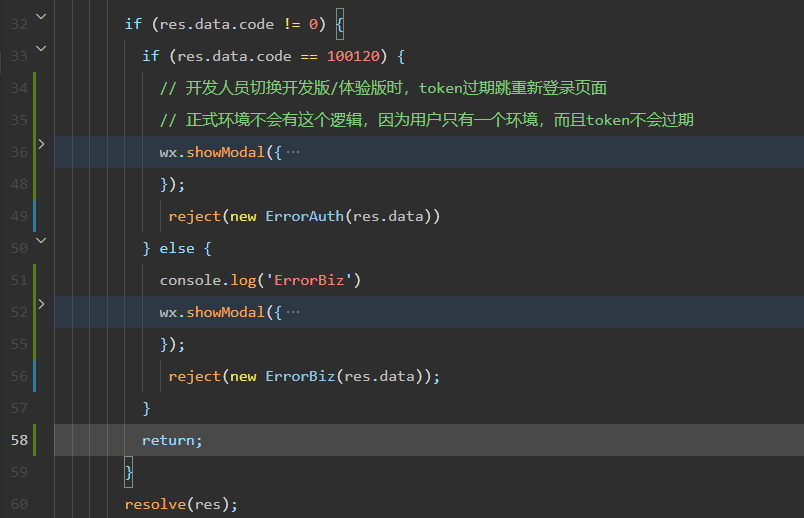 32 if (res.data.code != 0) {
33 if (res.data.code == 100120) {
34 // 开发人员切换开发版/体验版时，token过期跳重新登录页面
35 // 正式环境不会有这个逻辑，因为用户只有一个环境，而且token不会过期
36 wx.showModal({ ···
48 });
49 reject(new ErrorAuth(res.data))
50 } else {
51 console.log('ErrorBiz')
52 wx.showModal({ ···
55 });
56 reject(new ErrorBiz(res.data));
57 }
58 return;
59 }
60 resolve(res);